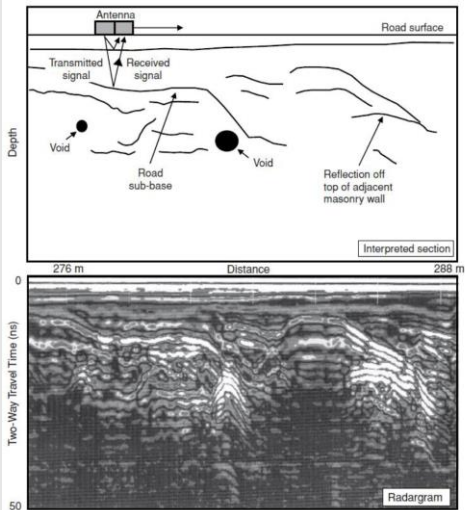 Antenna
Road surface
Transmitted
signal
Received
signal
Depth
Void
Road
sub-base
Void
Reflection off
top of adjacent
masonry wall
Interpreted section
276 m
Distance
288 m
0
Two-Way Travel Time (ns)
50
Radargram